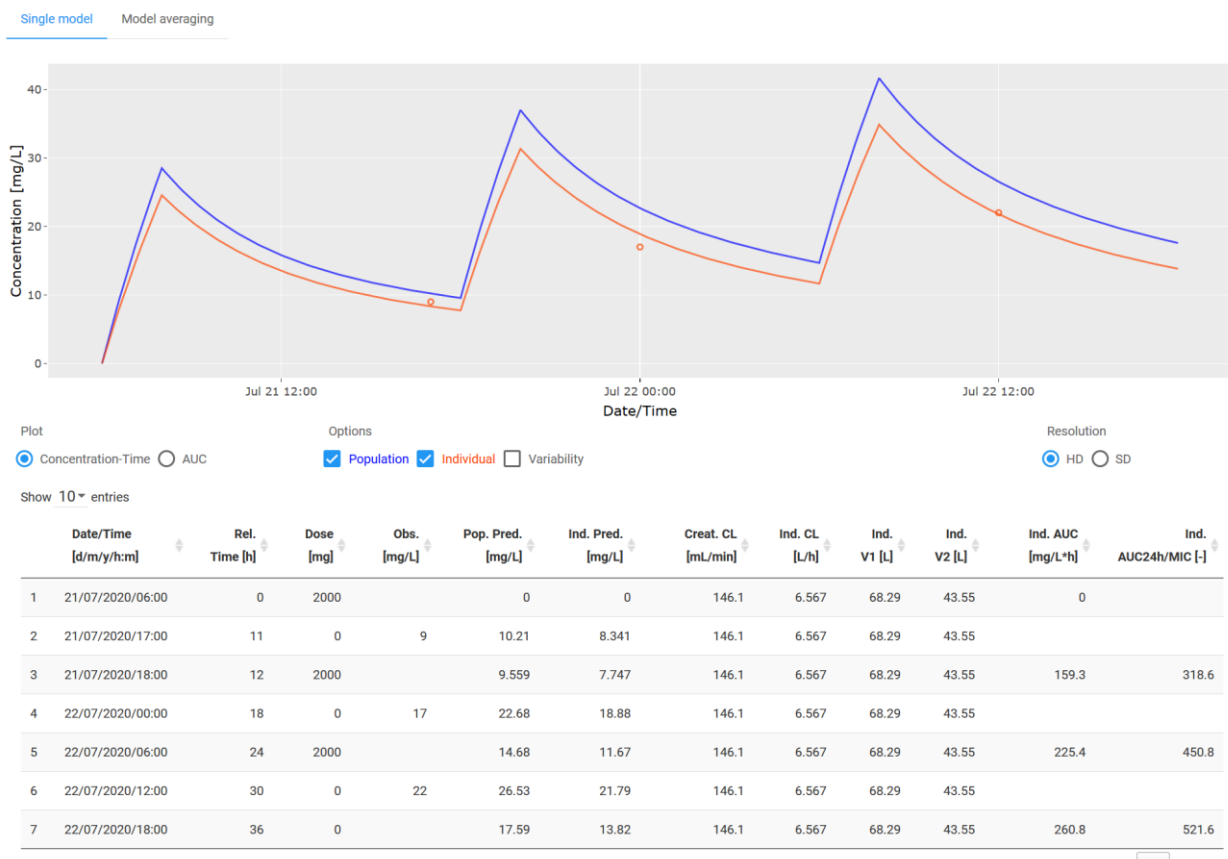 Single model Model averaging
40
30
20
10
0
Concentration [mg/L]
Jul 21 12:00 Jul 22 00:00 Jul 22 12:00
Date/Time
Plot Options Resolution
Concentration-Time AUC Population Individual Variability HD SD
Show 10 entries
Date/Time Rel. Dose Obs. Pop. Pred. Ind. Pred. Creat. CL Ind. CL Ind. Ind. Ind. AUC Ind.
[d/m/y/h:m] Time [h] [mg] [mg/L] [mg/L] [mg/L] [mL/min] [L/h] V1 [L] V2 [L] [mg/L*h] AUC24h/MIC [-]
1 21/07/2020/06:00 0 2000 0 0 146.1 6.567 68.29 43.55 0
2 21/07/2020/17:00 11 0 9 10.21 8.341 146.1 6.567 68.29 43.55
3 21/07/2020/18:00 12 2000 9.559 7.747 146.1 6.567 68.29 43.55 159.3 318.6
4 22/07/2020/00:00 18 0 17 22.68 18.88 146.1 6.567 68.29 43.55
5 22/07/2020/06:00 24 2000 14.68 11.67 146.1 6.567 68.29 43.55 225.4 450.8
6 22/07/2020/12:00 30 0 22 26.53 21.79 146.1 6.567 68.29 43.55
7 22/07/2020/18:00 36 0 17.59 13.82 146.1 6.567 68.29 43.55 260.8 521.6